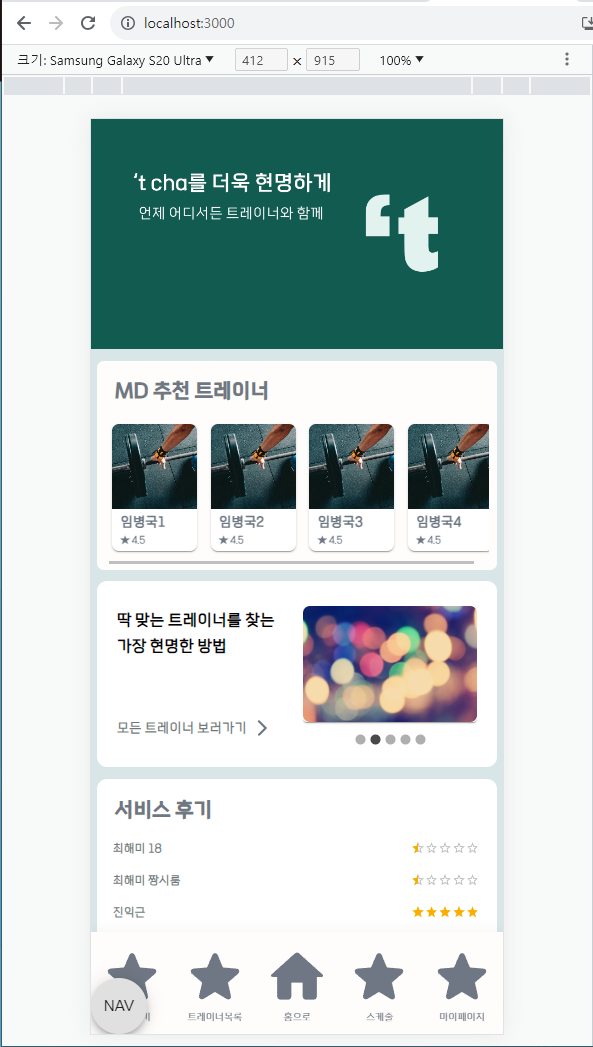 localhost:3000
크기: Samsung Galaxy S20 Ultra ▼ 412 × 915 100% ▼
‘t cha를 더욱 현명하게
언제 어디서든 트레이너와 함께
‘t
MD 추천 트레이너
임병국1 임병국2 임병국3 임병국4
★ 4.5 ★ 4.5 ★ 4.5 ★ 4.5
딱 맞는 트레이너를 찾는
가장 현명한 방법
모든 트레이너 보러가기
서비스 후기
최해미 18
최해미 짱시룸
진익근
NAV 트레이너목록 홈으로 스케줄 마이페이지